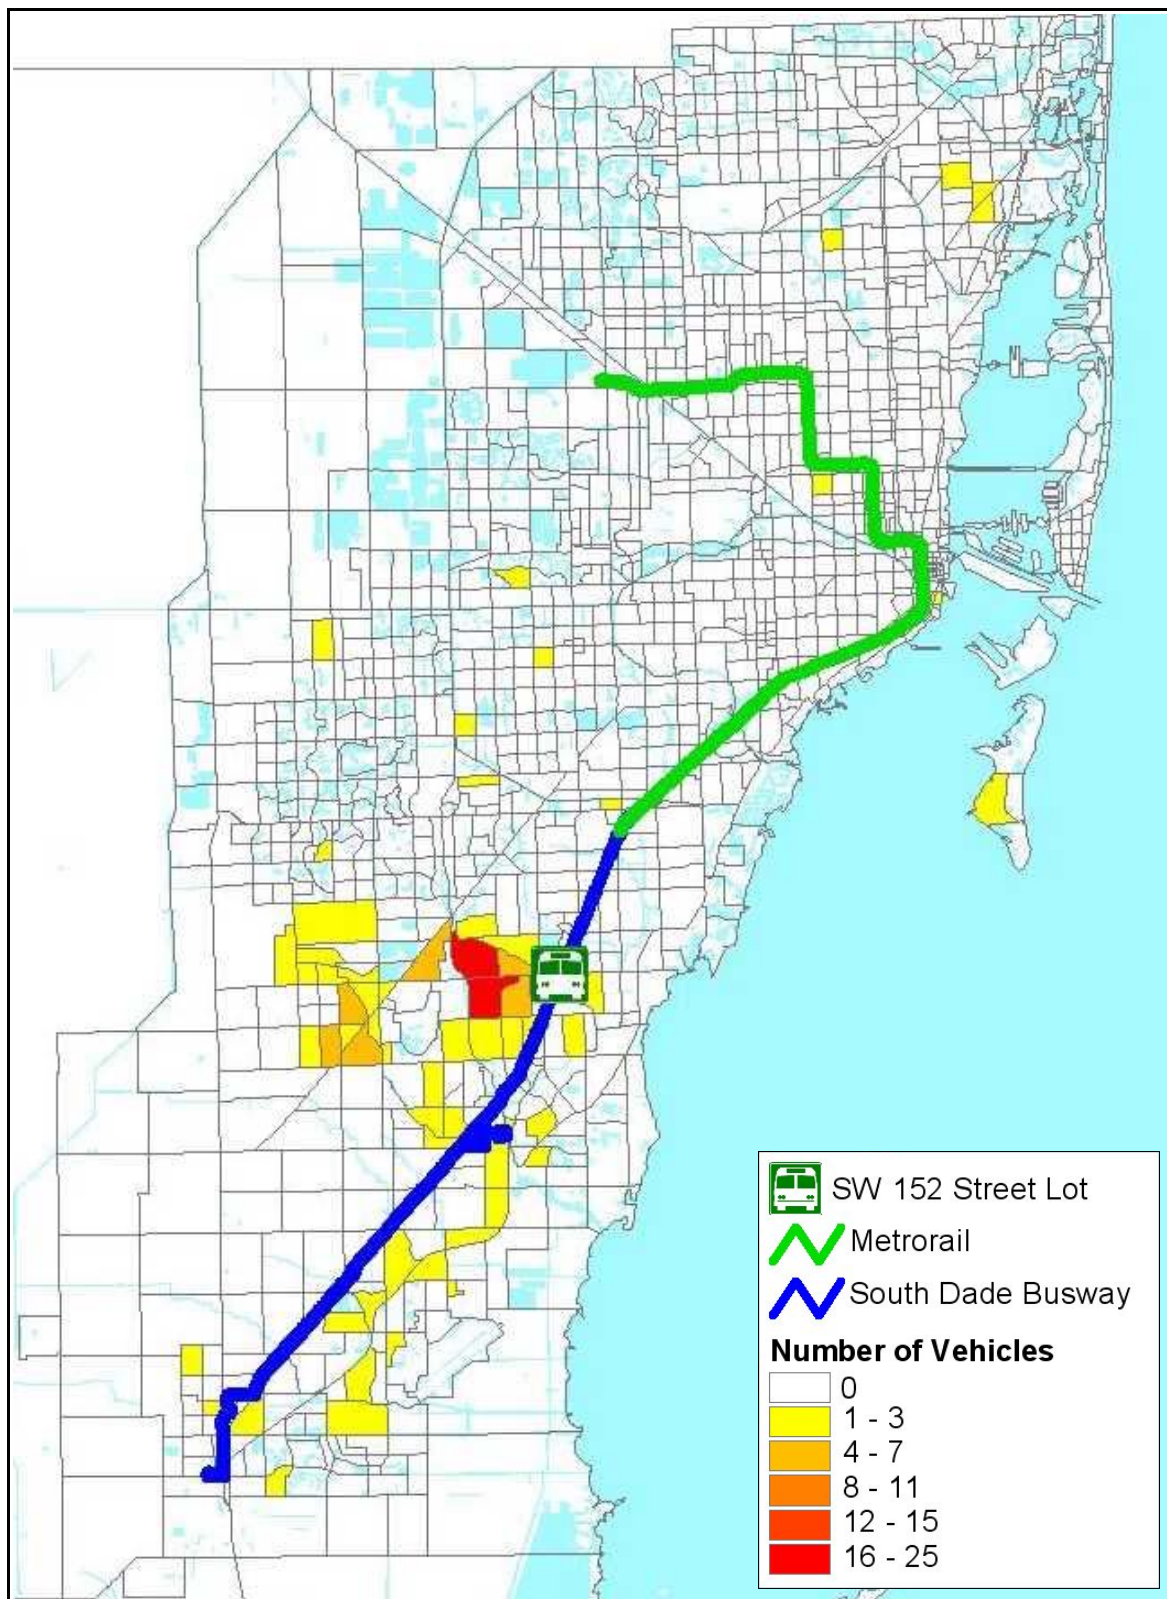 SW 152 Street Lot
Metrorail
South Dade Busway
Number of Vehicles
0
1 - 3
4 - 7
8 - 11
12 - 15
16 - 25